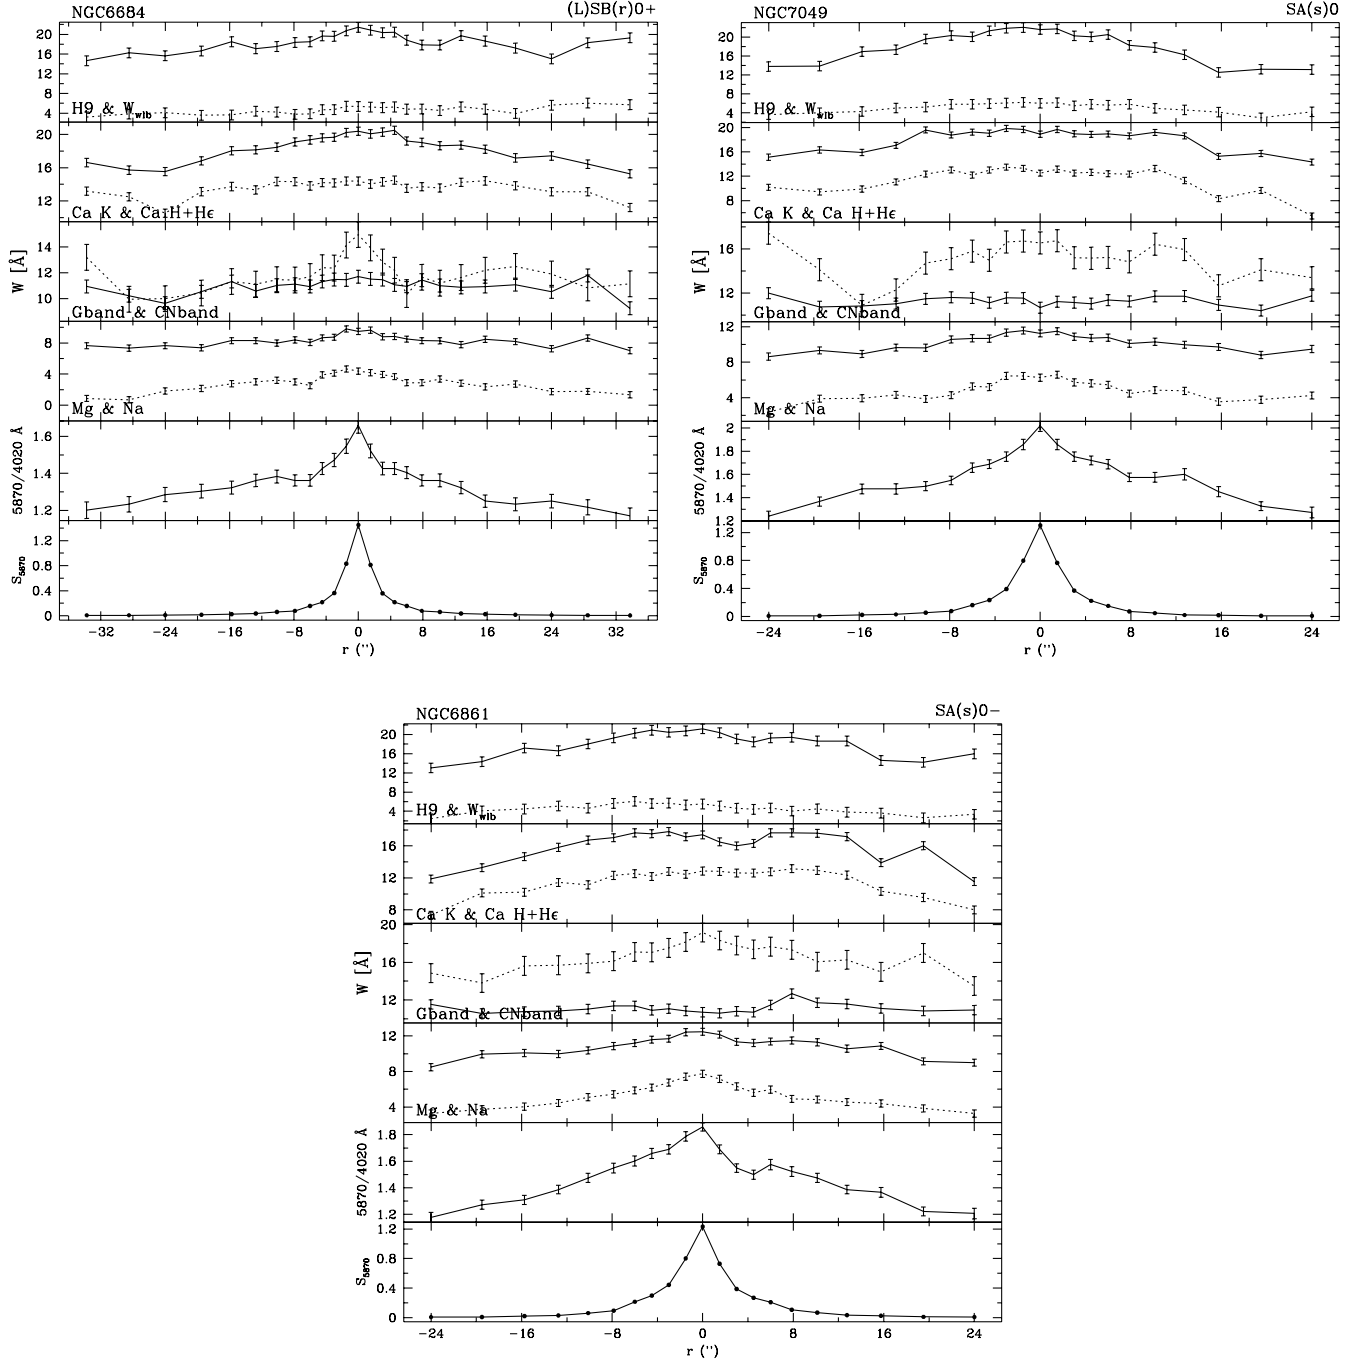 NGC6684 (L)SB(r)0+
20
16
12
8
4
H9 & Wwlb
20
16
12
Ca K & Ca H+Hϵ
14
12
10
W [Å]
Gband & CNband
8
4
0
Mg & Na
1.6
1.4
1.2
5870/4020 Å
1.2
0.8
0.4
0
S5870
−32 −24 −16 −8 0 8 16 24 32
r (")
NGC7049 SA(s)0
20
16
12
8
4
H9 & Wwlb
20
16
12
8
Ca K & Ca H+Hϵ
16
12
W [Å]
Gband & CNband
12
8
4
Mg & Na
2
1.8
1.6
1.4
1.2
5870/4020 Å
1.2
0.8
0.4
0
S5870
−24 −16 −8 0 8 16 24
r (")
NGC6861 SA(s)0−
20
16
12
8
4
H9 & Wwlb
16
12
8
Ca K & Ca H+Hϵ
20
16
12
W [Å]
Gband & CNband
12
8
4
Mg & Na
1.8
1.6
1.4
1.2
5870/4020 Å
1.2
0.8
0.4
0
S5870
−24 −16 −8 0 8 16 24
r (")